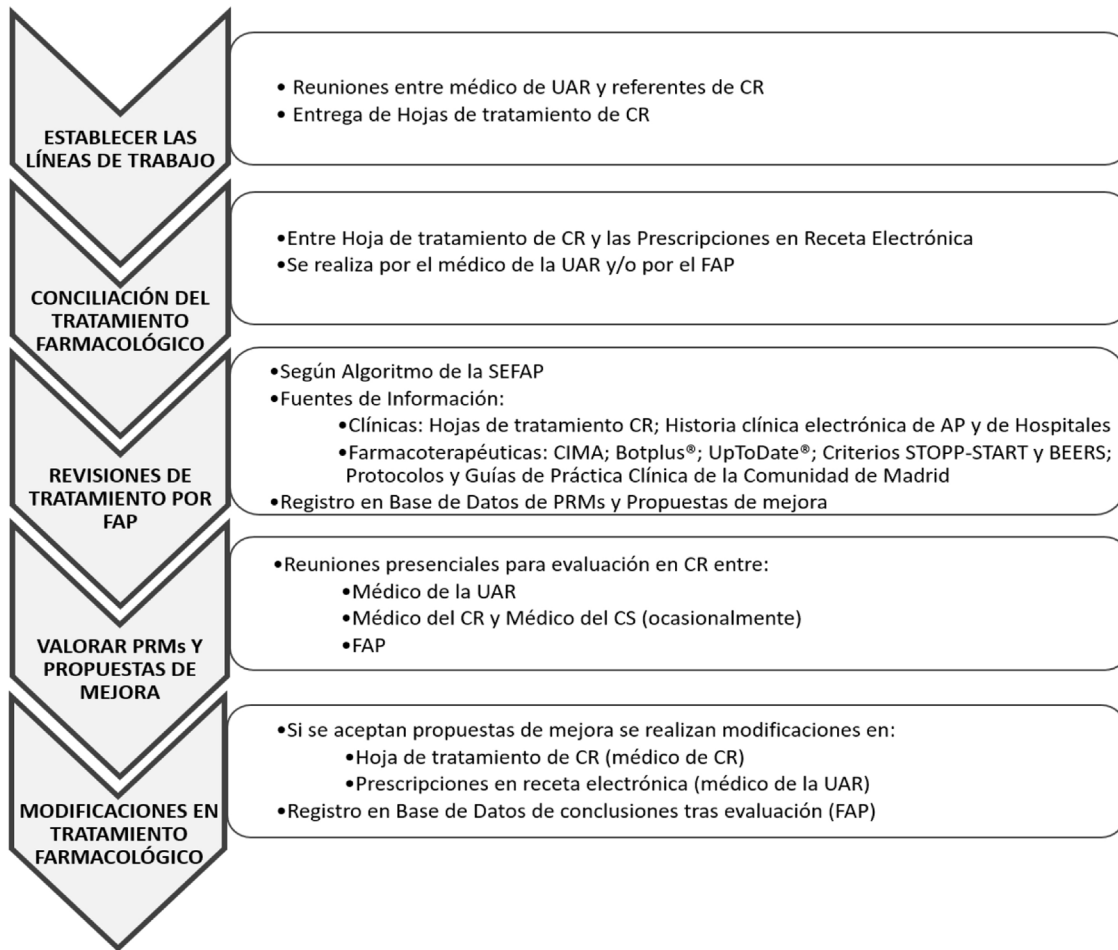 ESTABLECER LAS
LÍNEAS DE TRABAJO
• Reuniones entre médico de UAR y referentes de CR
• Entrega de Hojas de tratamiento de CR
CONCILIACIÓN DEL
TRATAMIENTO
FARMACOLÓGICO
•Entre Hoja de tratamiento de CR y las Prescripciones en Receta Electrónica
•Se realiza por el médico de la UAR y/o por el FAP
REVISIONES DE
TRATAMIENTO POR
FAP
•Según Algoritmo de la SEFAP
•Fuentes de Información:
•Clínicas: Hojas de tratamiento CR; Historia clínica electrónica de AP y de Hospitales
•Farmacoterapéuticas: CIMA; Botplus®; UpToDate®; Criterios STOPP-START y BEERS;
Protocolos y Guías de Práctica Clínica de la Comunidad de Madrid
•Registro en Base de Datos de PRMs y Propuestas de mejora
VALORAR PRMs Y
PROPUESTAS DE
MEJORA
•Reuniones presenciales para evaluación en CR entre:
•Médico de la UAR
•Médico del CR y Médico del CS (ocasionalmente)
•FAP
MODIFICACIONES EN
TRATAMIENTO
FARMACOLÓGICO
•Si se aceptan propuestas de mejora se realizan modificaciones en:
•Hoja de tratamiento de CR (médico de CR)
•Prescripciones en receta electrónica (médico de la UAR)
•Registro en Base de Datos de conclusiones tras evaluación (FAP)